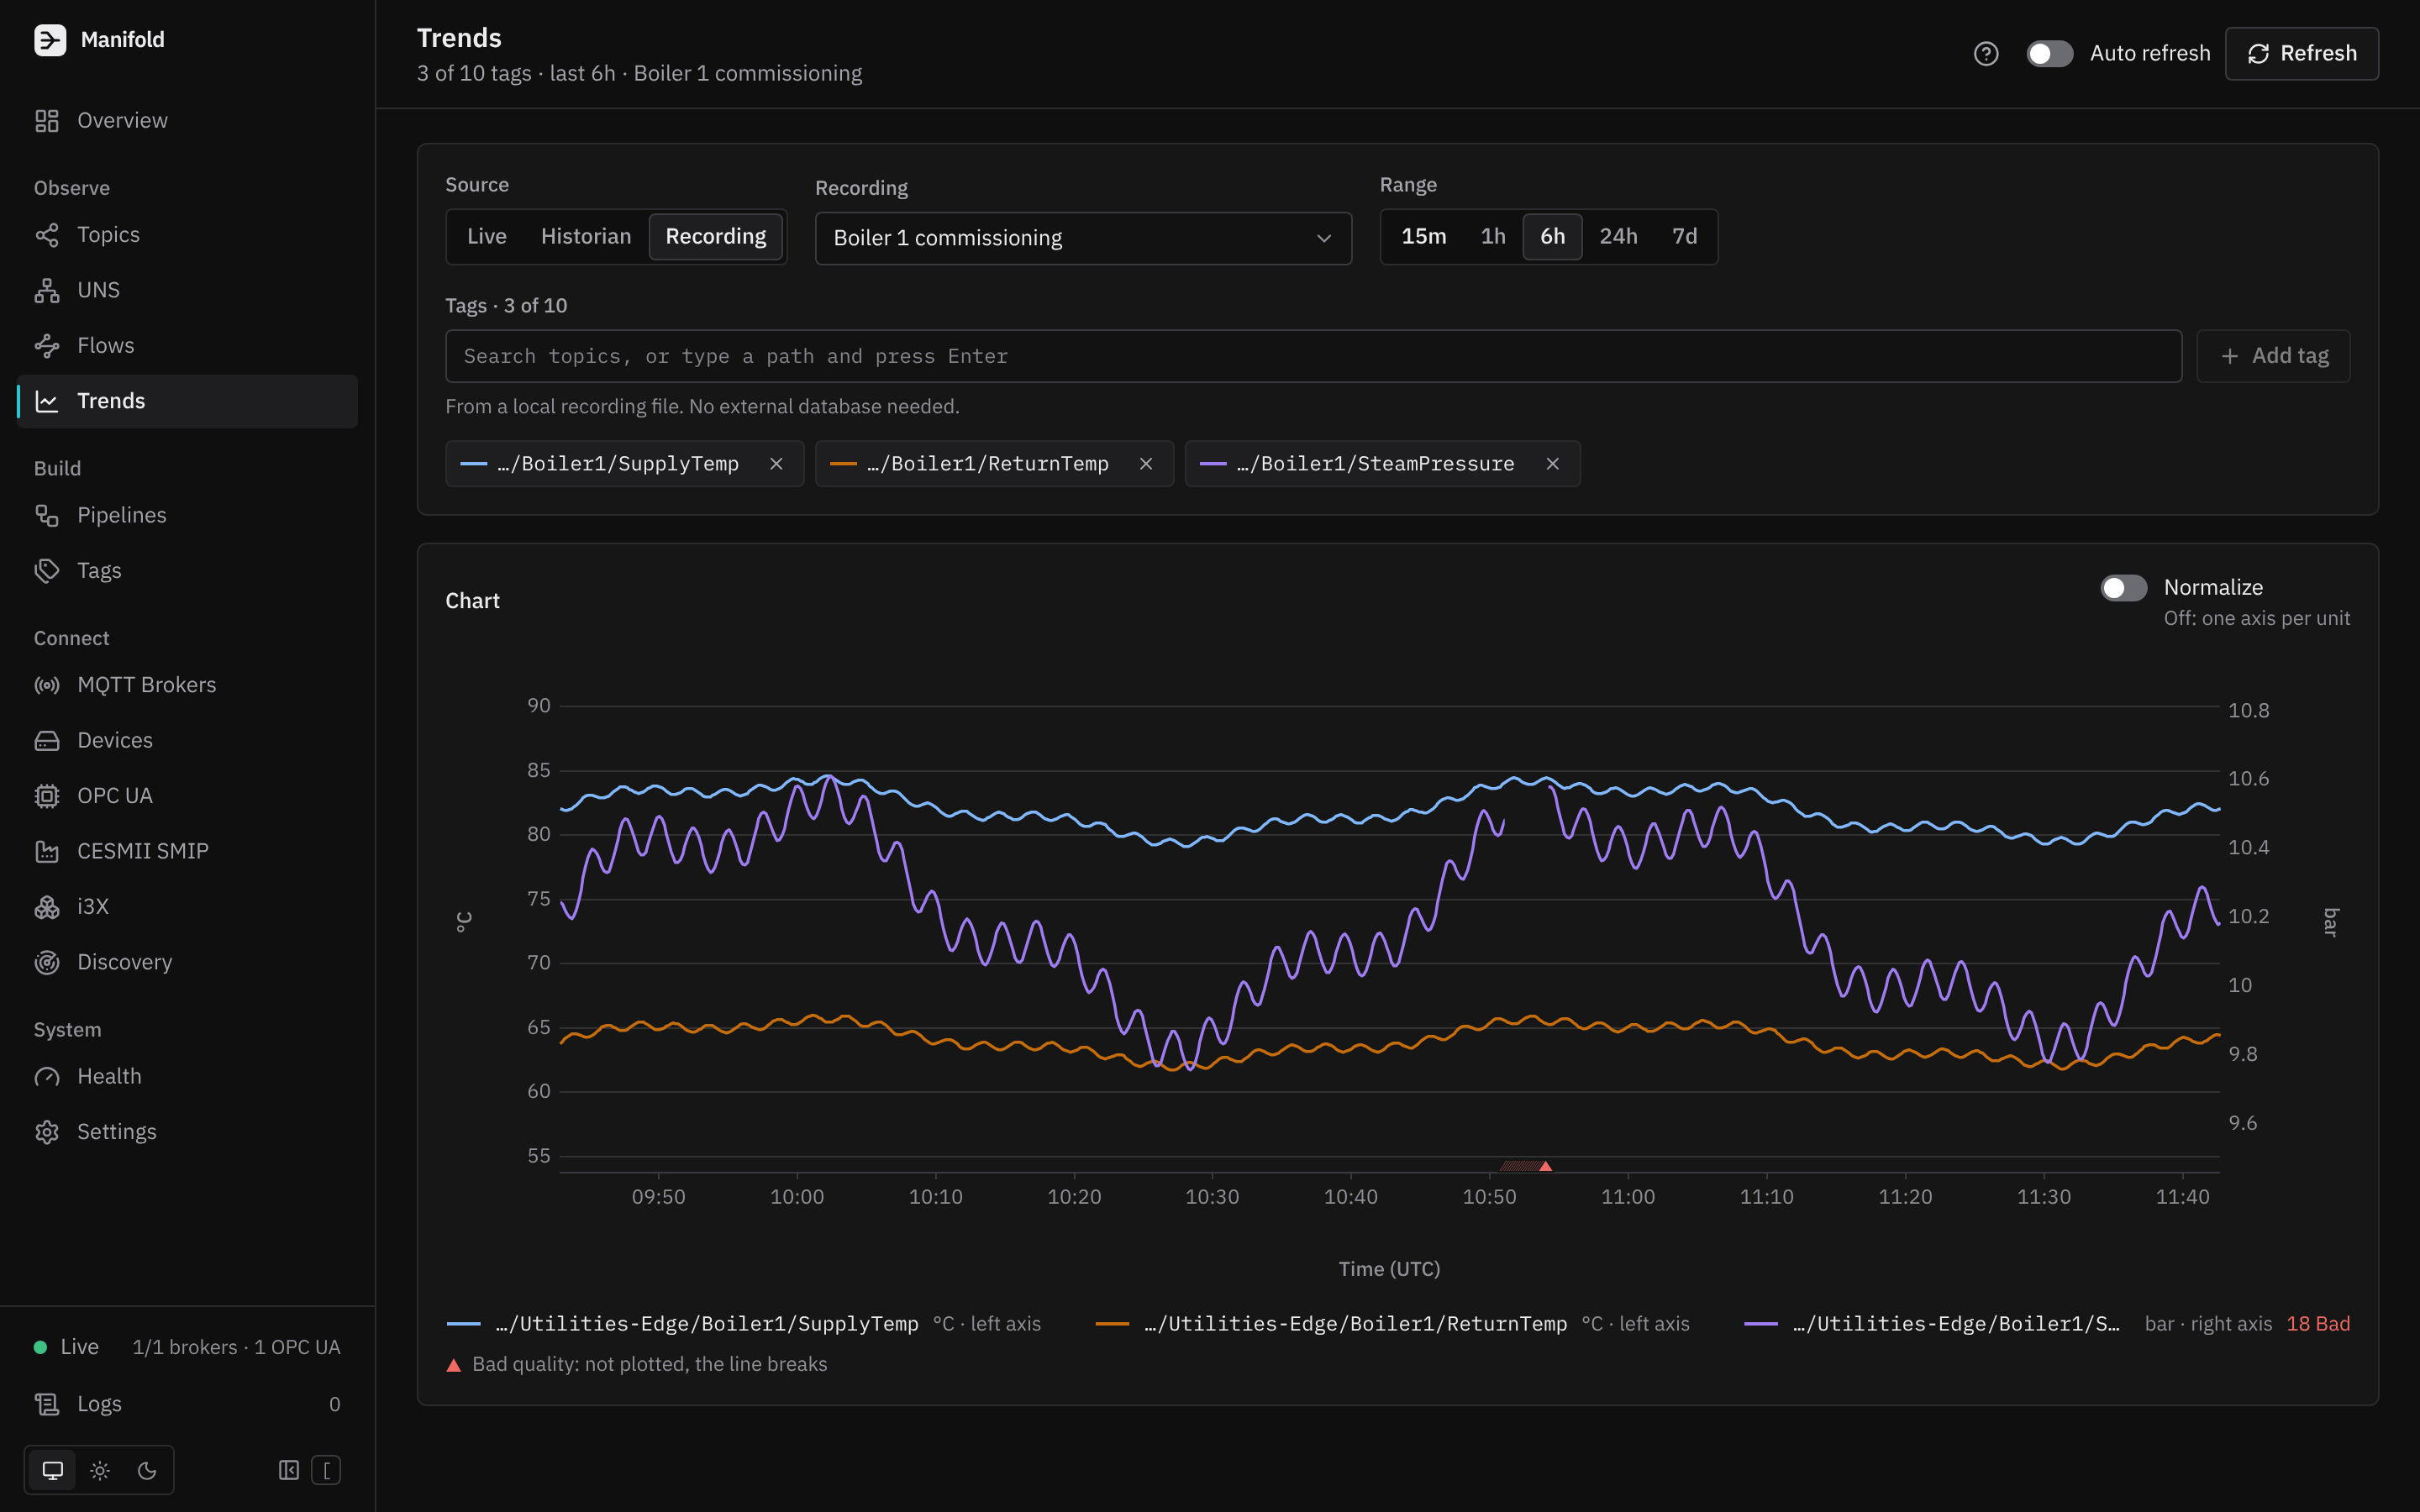 Manifold
Overview
Observe
Topics
UNS
Flows
Trends
Build
Pipelines
Tags
Connect
MQTT Brokers
Devices
OPC UA
CESMII SMIP
i3X
Discovery
System
Health
Settings
Live 1/1 brokers · 1 OPC UA
Logs 0
[
Trends
3 of 10 tags · last 6h · Boiler 1 commissioning
Auto refresh
Refresh
Source
Live Historian Recording
Recording
Boiler 1 commissioning
Range
15m 1h 6h 24h 7d
Tags · 3 of 10
Search topics, or type a path and press Enter
+ Add tag
From a local recording file. No external database needed.
…/Boiler1/SupplyTemp ×
…/Boiler1/ReturnTemp ×
…/Boiler1/SteamPressure ×
Chart
Normalize
Off: one axis per unit
90
85
80
75
70
65
60
55
°C
10.8
10.6
10.4
10.2
10
9.8
9.6
bar
09:50 10:00 10:10 10:20 10:30 10:40 10:50 11:00 11:10 11:20 11:30 11:40
Time (UTC)
…/Utilities-Edge/Boiler1/SupplyTemp °C · left axis
…/Utilities-Edge/Boiler1/ReturnTemp °C · left axis
…/Utilities-Edge/Boiler1/S… bar · right axis 18 Bad
Bad quality: not plotted, the line breaks